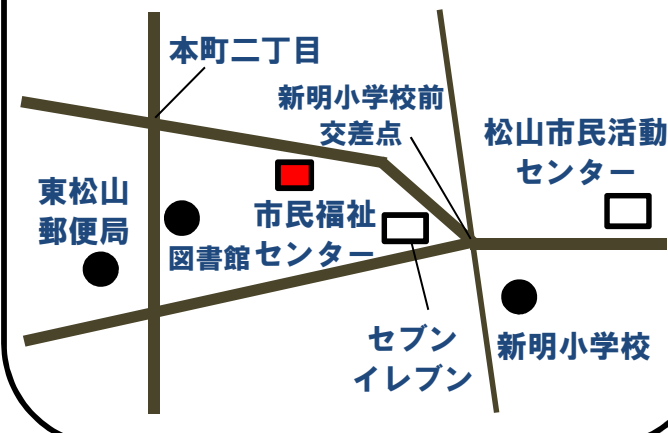 本町二丁目
新明小学校前
交差点
松山市民活動
センター
東松山
郵便局
市民福祉
センター
図書館
セブン
イレブン
新明小学校